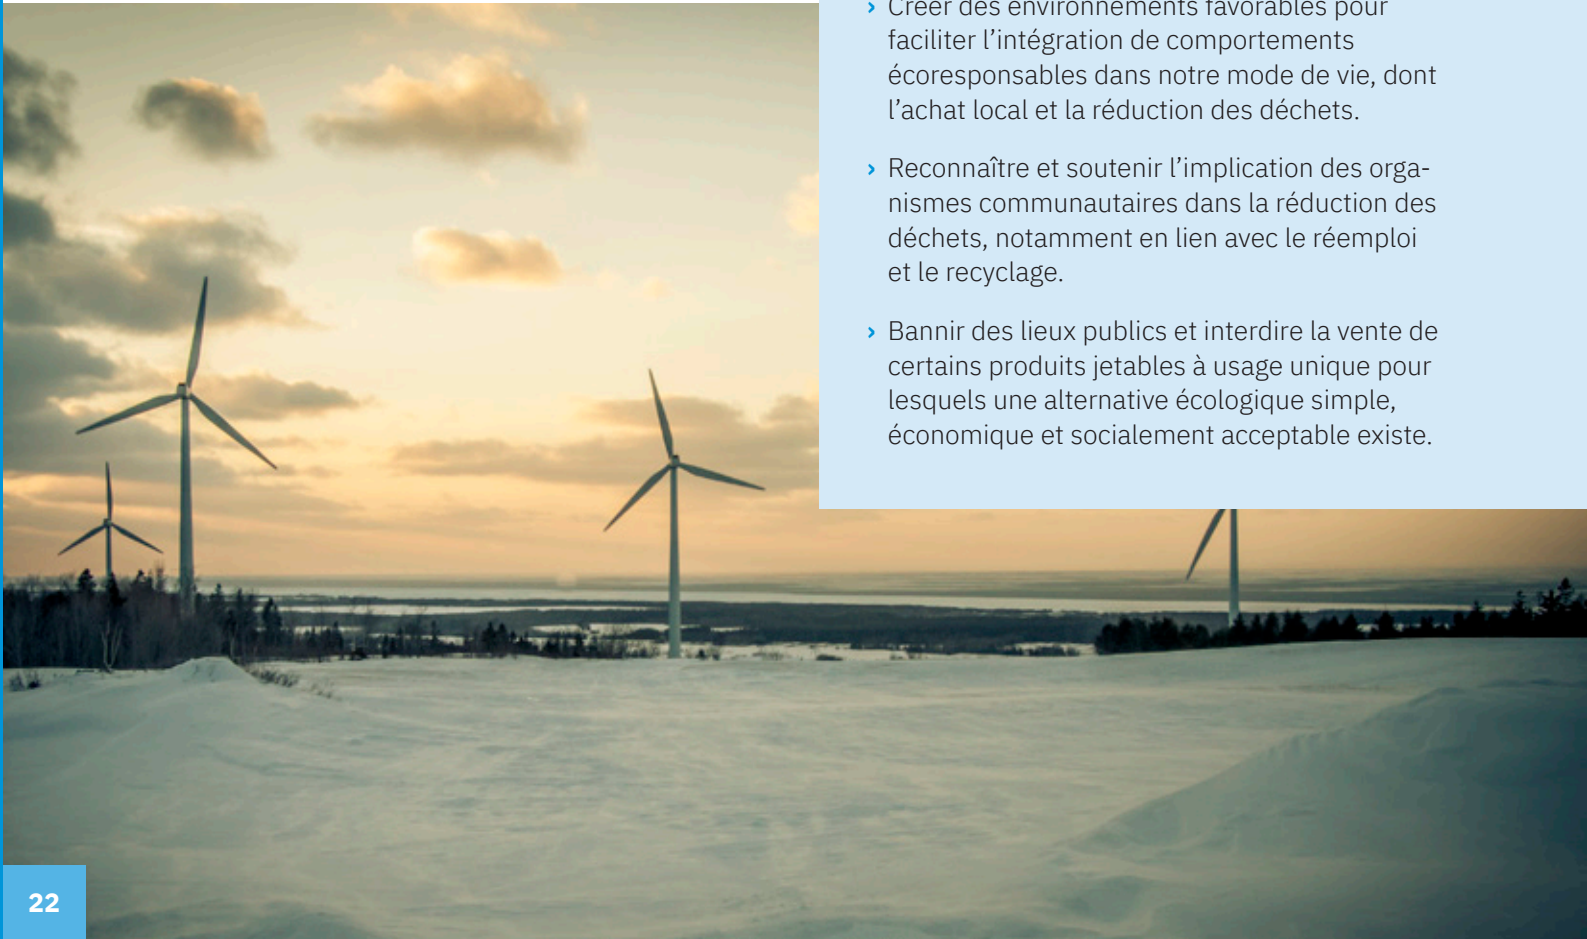 › Créer des environnements favorables pour
faciliter l’intégration de comportements
écoresponsables dans notre mode de vie, dont
l’achat local et la réduction des déchets.
› Reconnaître et soutenir l’implication des orga-
nismes communautaires dans la réduction des
déchets, notamment en lien avec le réemploi
et le recyclage.
› Bannir des lieux publics et interdire la vente de
certains produits jetables à usage unique pour
lesquels une alternative écologique simple,
économique et socialement acceptable existe.
22